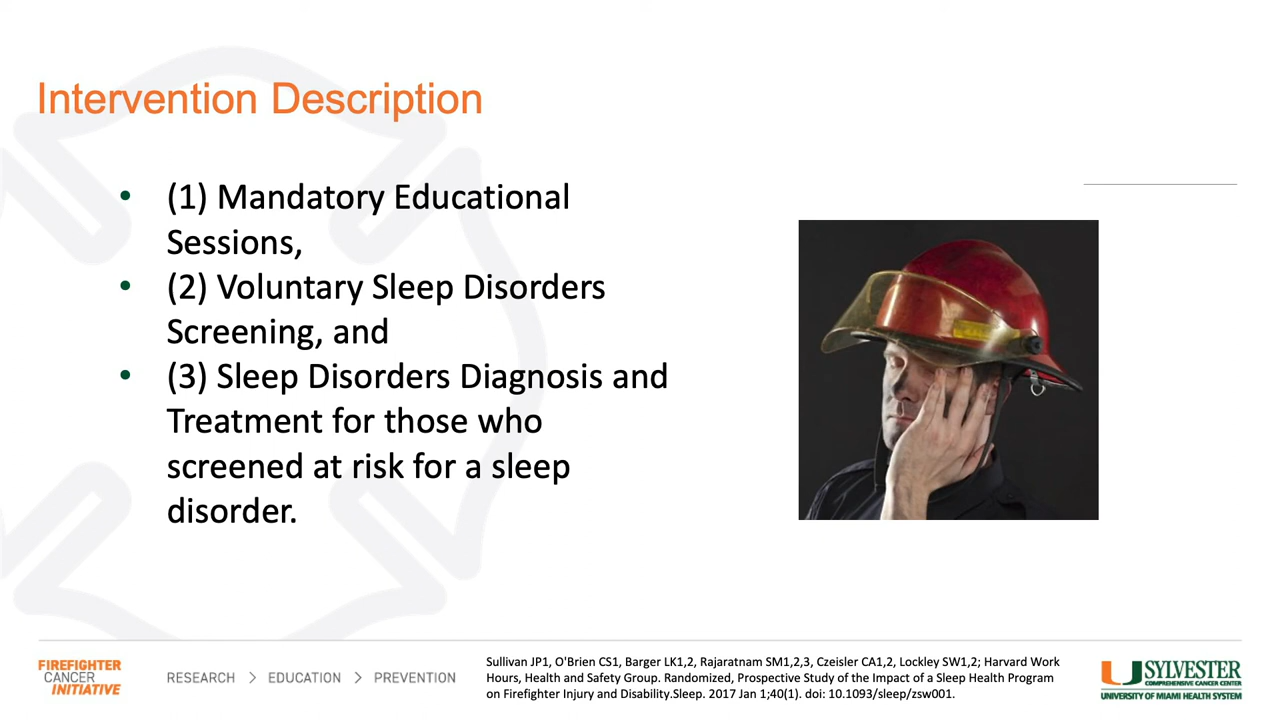 Intervention Description
• (1) Mandatory Educational
Sessions,
• (2) Voluntary Sleep Disorders
Screening, and
• (3) Sleep Disorders Diagnosis and
Treatment for those who
screened at risk for a sleep
disorder.
FIREFIGHTER
CANCER
INITIATIVE
RESEARCH > EDUCATION > PREVENTION
Sullivan JP1, O'Brien CS1, Barger LK1,2, Rajaratnam SM1,2,3, Czeisler CA1,2, Lockley SW1,2; Harvard Work
Hours, Health and Safety Group. Randomized, Prospective Study of the Impact of a Sleep Health Program
on Firefighter Injury and Disability.Sleep. 2017 Jan 1;40(1). doi: 10.1093/sleep/zsw001.
SYLVESTER
COMPREHENSIVE CANCER CENTER
UNIVERSITY OF MIAMI HEALTH SYSTEM